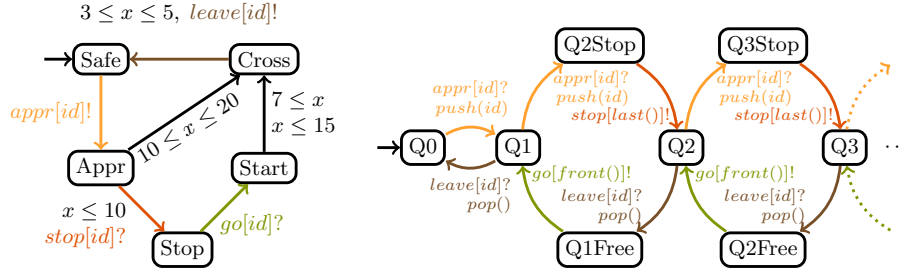 3 ≤ x ≤ 5, leave[id]!
Safe
Cross
appr[id]!
10 ≤ x ≤ 20
7 ≤ x
x ≤ 15
Appr
Start
x ≤ 10
stop[id]?
go[id]?
Stop
Q2Stop
Q3Stop
appr[id]?
push(id)
appr[id]?
push(id)
stop[last()]!
appr[id]?
push(id)
stop[last()]!
Q0
Q1
Q2
Q3
...
leave[id]?
pop()
go[front()]!
leave[id]?
pop()
go[front()]!
leave[id]?
pop()
Q1Free
Q2Free